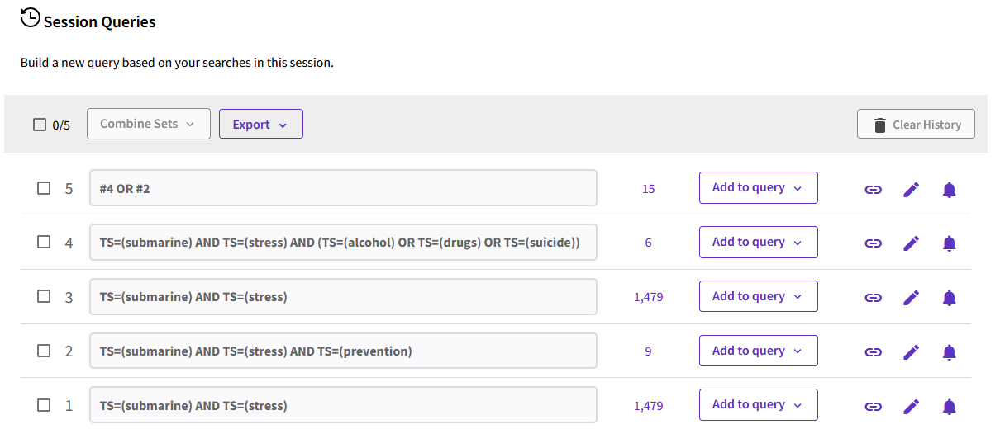 Session Queries
Build a new query based on your searches in this session.
0/5 Combine Sets Export Clear History
5 #4 OR #2 15 Add to query
4 TS=(submarine) AND TS=(stress) AND (TS=(alcohol) OR TS=(drugs) OR TS=(suicide)) 6 Add to query
3 TS=(submarine) AND TS=(stress) 1,479 Add to query
2 TS=(submarine) AND TS=(stress) AND TS=(prevention) 9 Add to query
1 TS=(submarine) AND TS=(stress) 1,479 Add to query